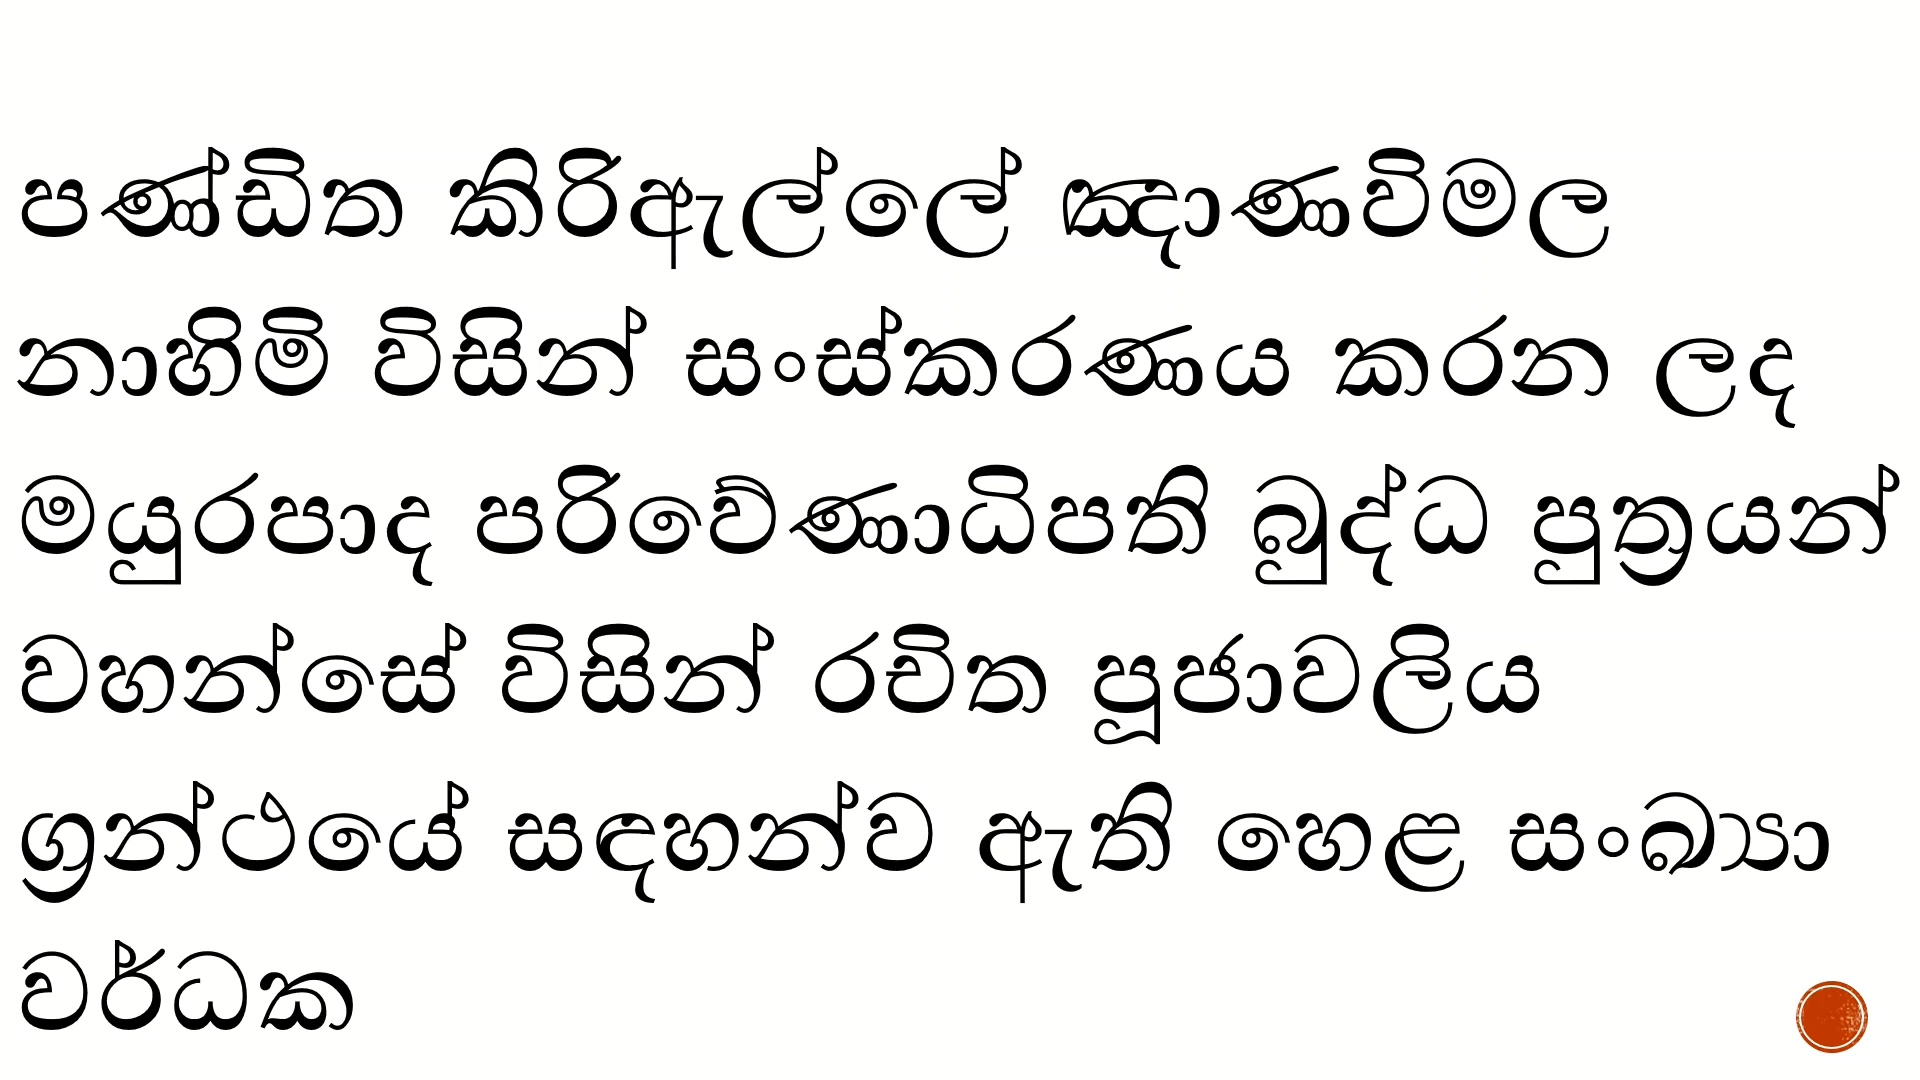 පණ්ඩිත කිරිඇල්ලේ ඤාණවිමල
නාහිමි විසින් සංස්කරණය කරන ලද
මයුරපාද පරිවේණාධිපති බුද්ධ පුත්‍රයන්
වහන්සේ විසින් රචිත පූජාවලිය
ග්‍රන්ථයේ සඳහන්ව ඇති හෙළ සංඛ්‍යා
වර්ධක